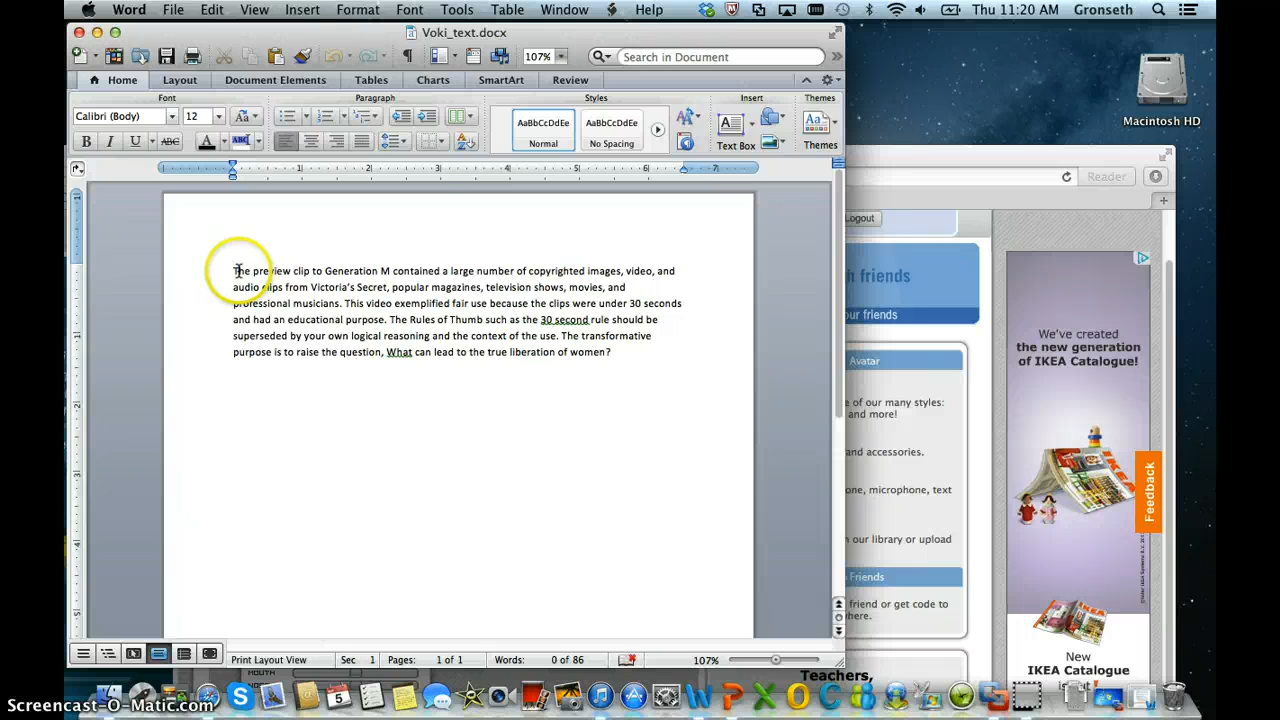 Word File Edit View Insert Format Font Tools Table Window Help Thu 11:20 AM Gronseth
Voki_text.docx
107% Search in Document
Home Layout Document Elements Tables Charts SmartArt Review
Font Paragraph Styles Insert Themes
Calibri (Body) 12
AaBbCcDdEe AaBbCcDdEe
B I U ABC A ABC Normal No Spacing Text Box Themes
1 2 3 4 5 6 7
The preview clip to Generation M contained a large number of copyrighted images, video, and
audio clips from Victoria's Secret, popular magazines, television shows, movies, and
professional musicians. This video exemplified fair use because the clips were under 30 seconds
and had an educational purpose. The Rules of Thumb such as the 30 second rule should be
superseded by your own logical reasoning and the context of the use. The transformative
purpose is to raise the question, What can lead to the true liberation of women?
Print Layout View Sec 1 Pages: 1 of 1 Words: 0 of 86 107%
Macintosh HD
Reader
Logout
h friends
our friends
Avatar
e of our many styles:
and more!
and accessories.
one, microphone, text
n our library or upload
Friends
friend or get code to
where.
We've created
the new generation
of IKEA Catalogue!
Feedback
New
IKEA Catalogue
Teachers,
Screencast-O-Matic.com